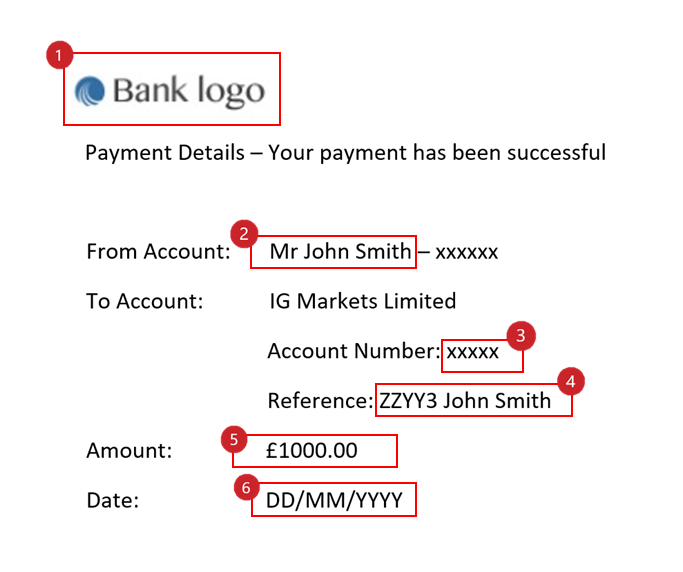 1
Bank logo
Payment Details – Your payment has been successful
2
From Account: Mr John Smith – xxxxxx
To Account: IG Markets Limited
3
Account Number: xxxxx
4
Reference: ZZYY3 John Smith
5
Amount: £1000.00
6
Date: DD/MM/YYYY